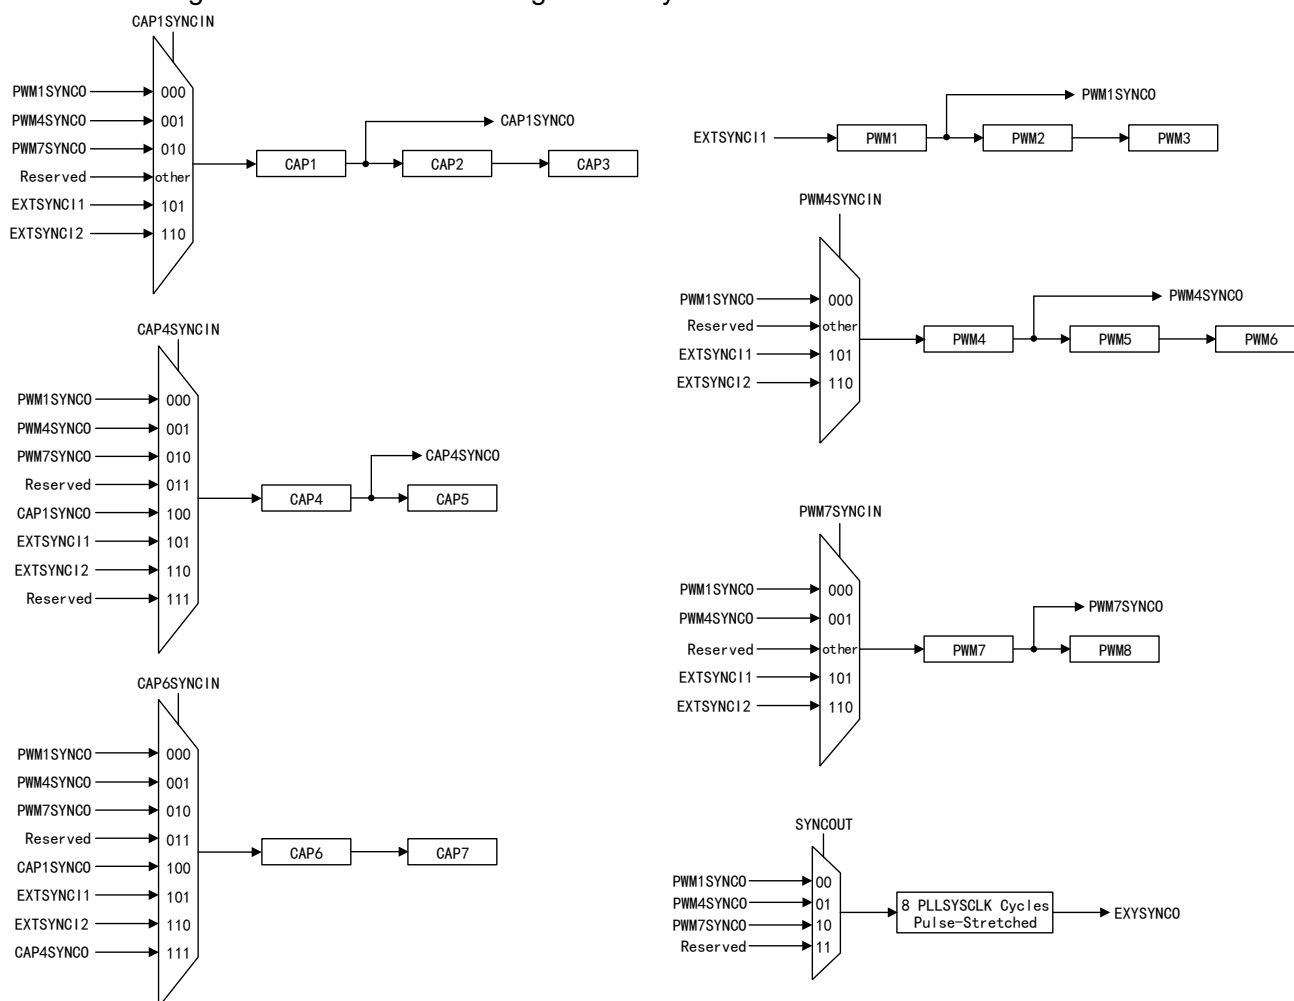 CAP1SYNCIN
PWM1SYNCO
000
PWM4SYNCO
001
PWM7SYNCO
010
Reserved
other
EXTSYNCI1
101
EXTSYNCI2
110
CAP1
CAP1SYNCO
CAP2
CAP3
CAP4SYNCIN
PWM1SYNCO
000
PWM4SYNCO
001
PWM7SYNCO
010
Reserved
011
CAP1SYNCO
100
EXTSYNCI1
101
EXTSYNCI2
110
Reserved
111
CAP4
CAP4SYNCO
CAP5
CAP6SYNCIN
PWM1SYNCO
000
PWM4SYNCO
001
PWM7SYNCO
010
Reserved
011
CAP1SYNCO
100
EXTSYNCI1
101
EXTSYNCI2
110
CAP4SYNCO
111
CAP6
CAP7
EXTSYNCI1
PWM1
PWM1SYNCO
PWM2
PWM3
PWM4SYNCIN
PWM1SYNCO
000
Reserved
other
EXTSYNCI1
101
EXTSYNCI2
110
PWM4
PWM4SYNCO
PWM5
PWM6
PWM7SYNCIN
PWM1SYNCO
000
PWM4SYNCO
001
Reserved
other
EXTSYNCI1
101
EXTSYNCI2
110
PWM7
PWM7SYNCO
PWM8
SYNCOUT
PWM1SYNCO
00
PWM4SYNCO
01
PWM7SYNCO
10
Reserved
11
8 PLLSYSCLK Cycles
Pulse-Stretched
EXYSYNCO